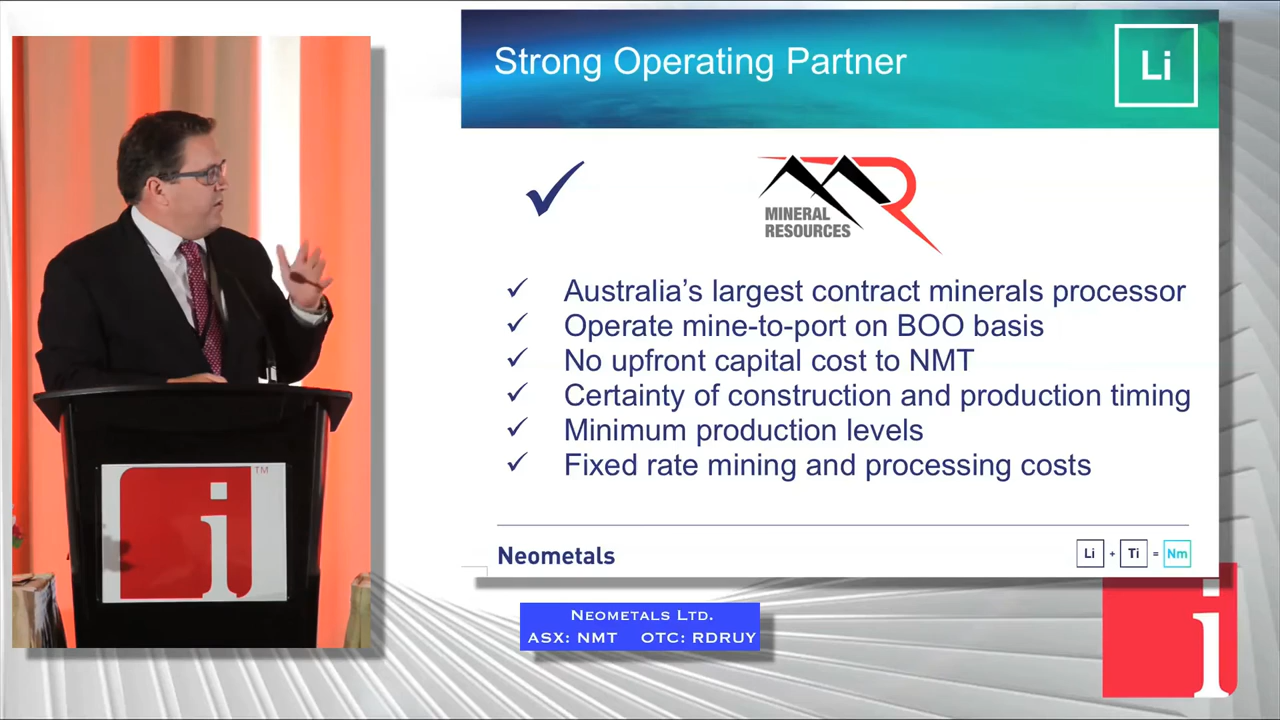 Strong Operating Partner
Li
MINERAL
RESOURCES
✓ Australia's largest contract minerals processor
✓ Operate mine-to-port on BOO basis
✓ No upfront capital cost to NMT
✓ Certainty of construction and production timing
✓ Minimum production levels
✓ Fixed rate mining and processing costs
Neometals
Li + Ti = Nm
NEOMETALS LTD.
ASX: NMT OTC: RDRUY
i
TM
i